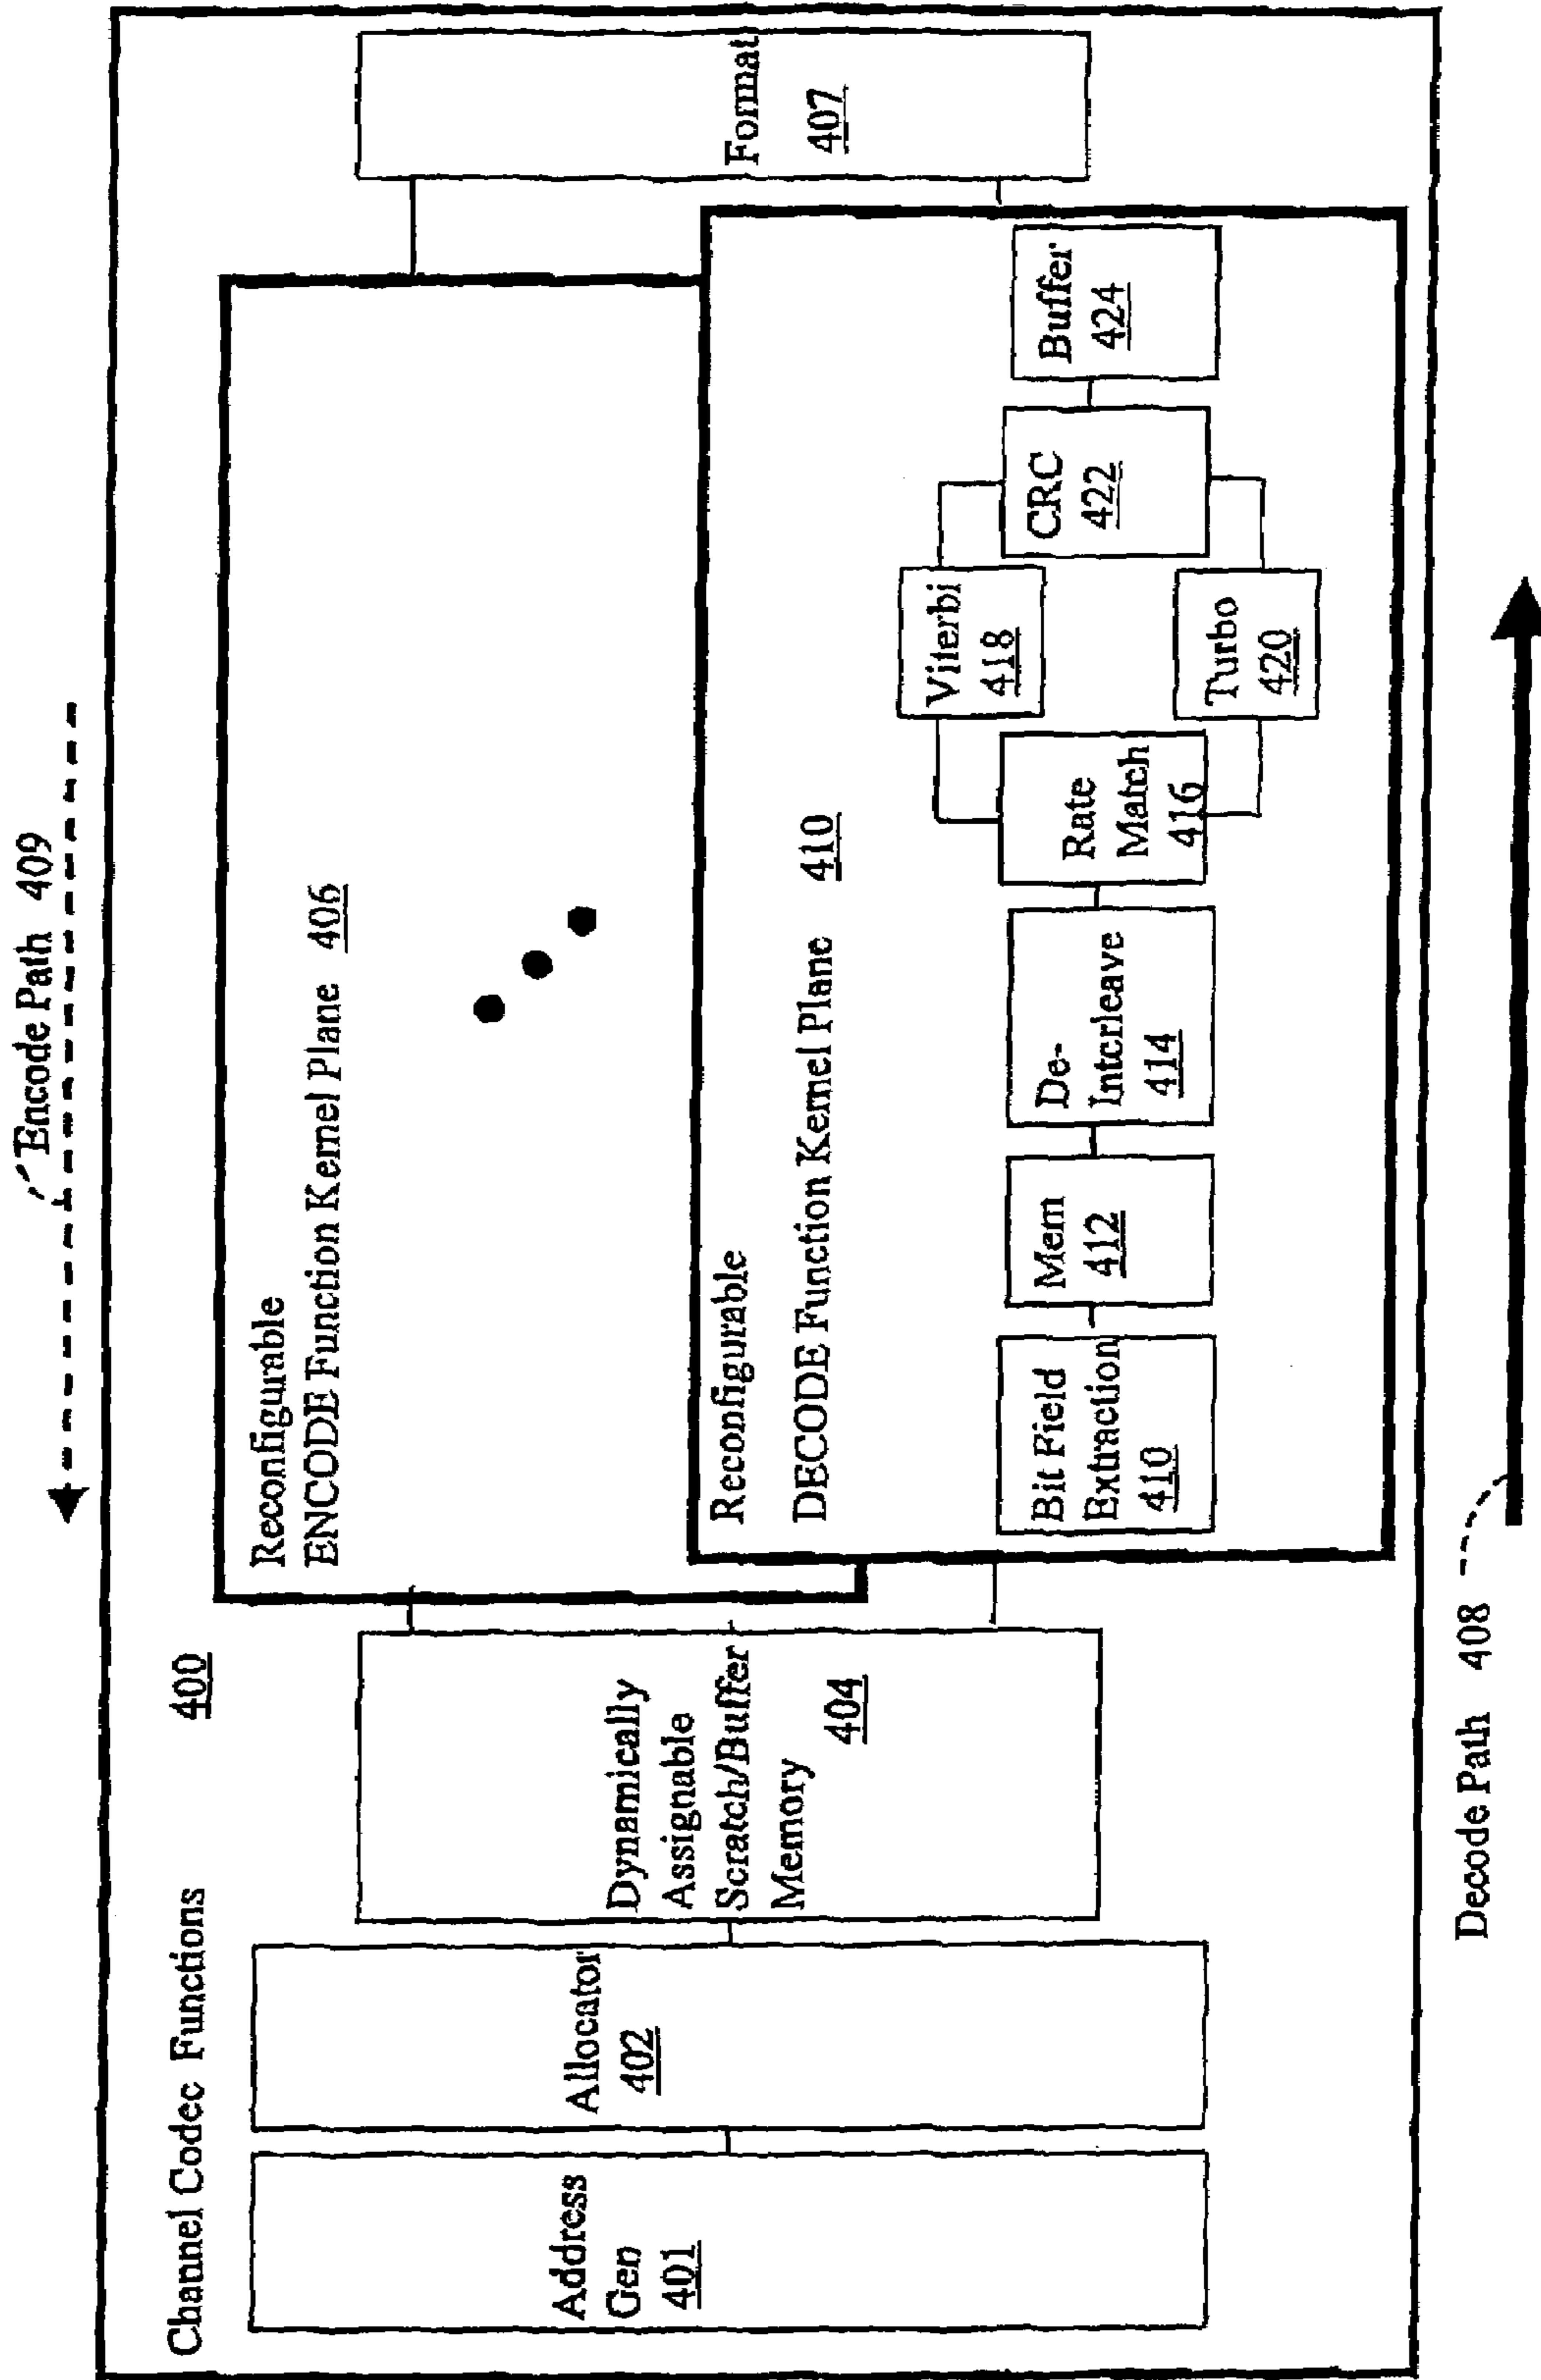 Encode Path 409
Channel Codec Functions 400
Address
Gen
401
Allocator
402
Dynamically
Assignable
Scratch/Buffer
Memory
404
Reconfigurable
ENCODE Function Kernel Plane 406
Reconfigurable
DECODE Function Kernel Plane 410
Bit Field
Extraction
410
Mem
412
De-
Interleave
414
Rate
Match
416
Viterbi
418
Turbo
420
CRC
422
Buffer
424
Format
407
Decode Path 408